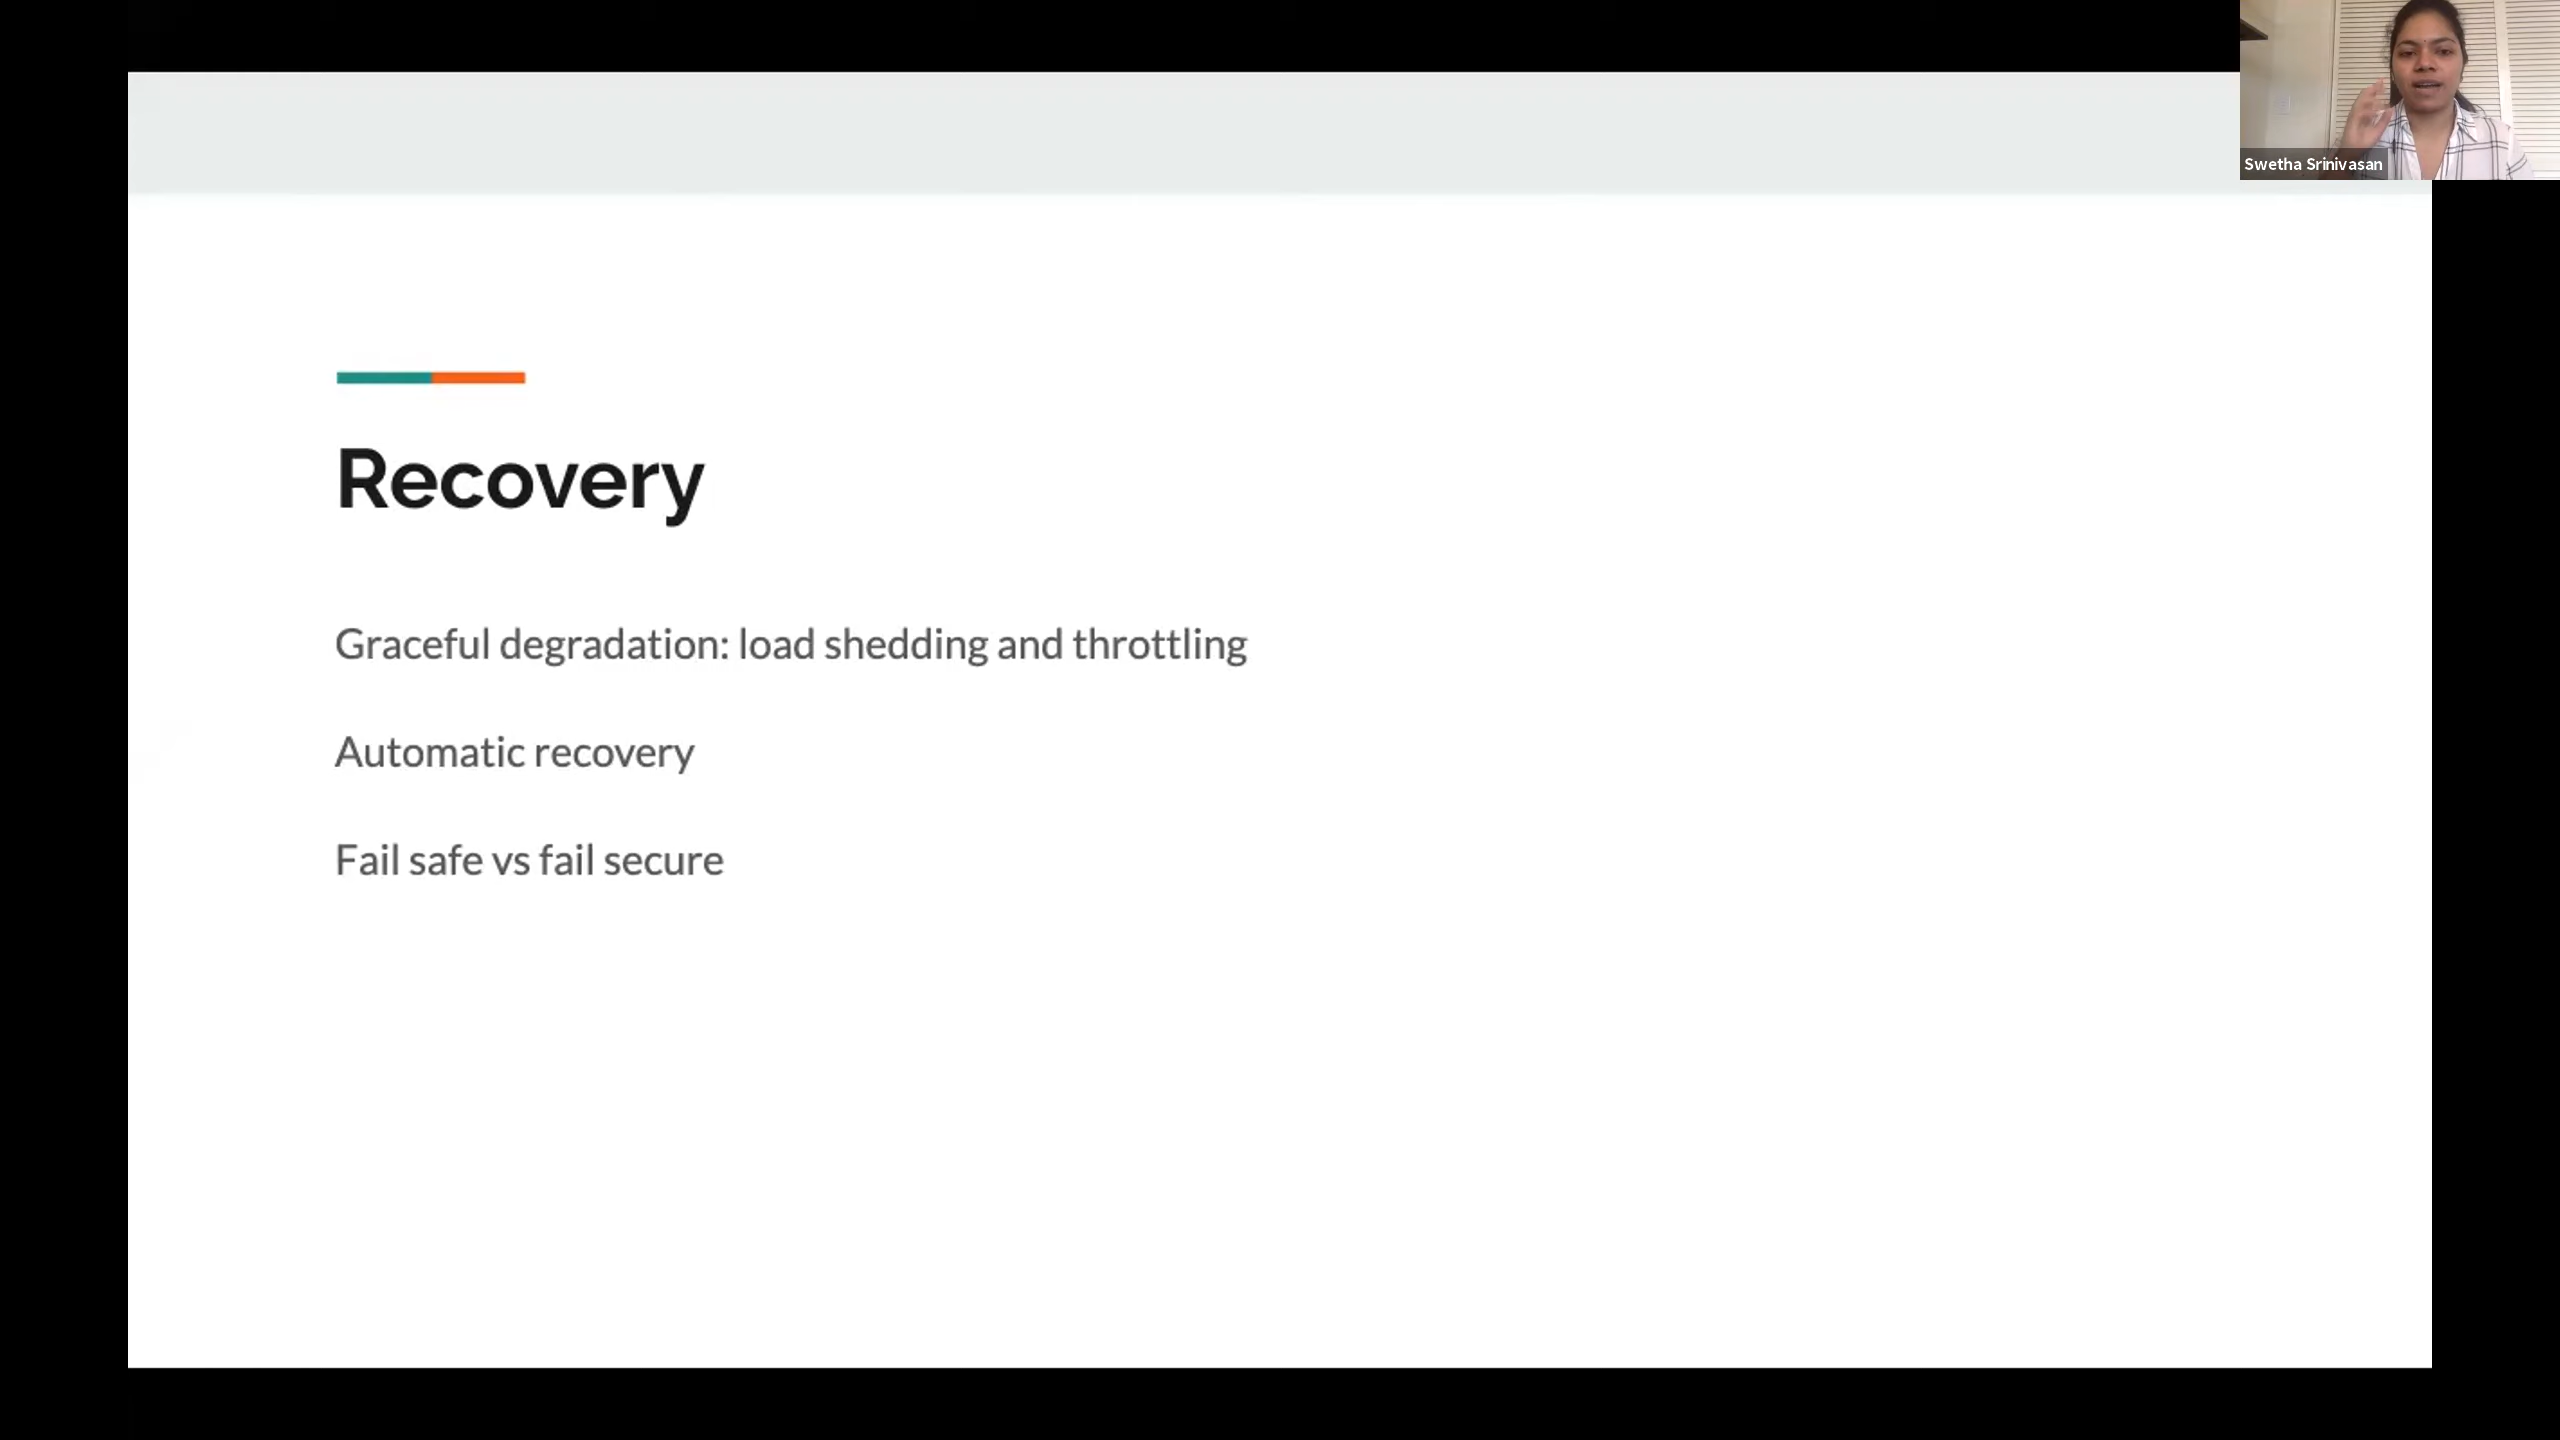 Swetha Srinivasan
Recovery
Graceful degradation: load shedding and throttling
Automatic recovery
Fail safe vs fail secure